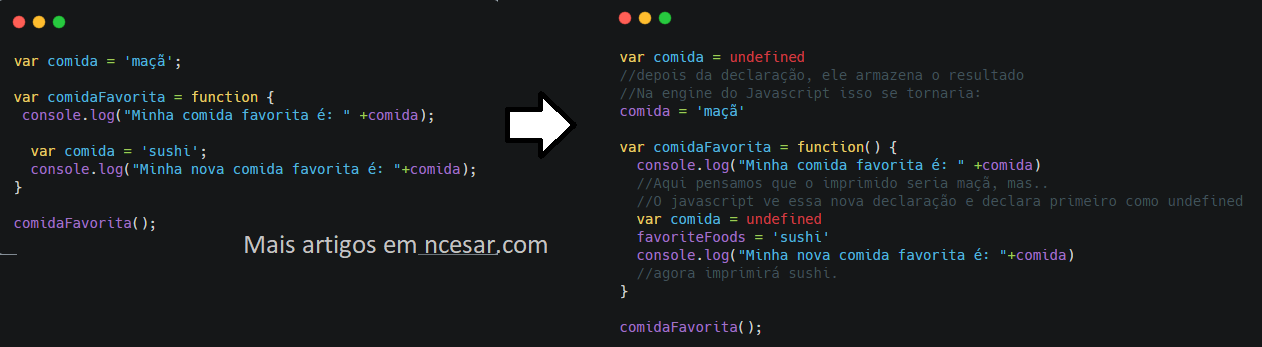 var comida = 'maçã';
var comidaFavorita = function {
console.log("Minha comida favorita é: " +comida);
var comida = 'sushi';
console.log("Minha nova comida favorita é: "+comida);
}
comidaFavorita();
Mais artigos em ncesar.com
var comida = undefined
//depois da declaração, ele armazena o resultado
//Na engine do Javascript isso se tornaria:
comida = 'maçã'
var comidaFavorita = function() {
console.log("Minha comida favorita é: " +comida)
//Aqui pensamos que o imprimido seria maçã, mas..
//O javascript ve essa nova declaração e declara primeiro como undefined
var comida = undefined
favoriteFoods = 'sushi'
console.log("Minha nova comida favorita é: "+comida)
//agora imprimirá sushi.
}
comidaFavorita();